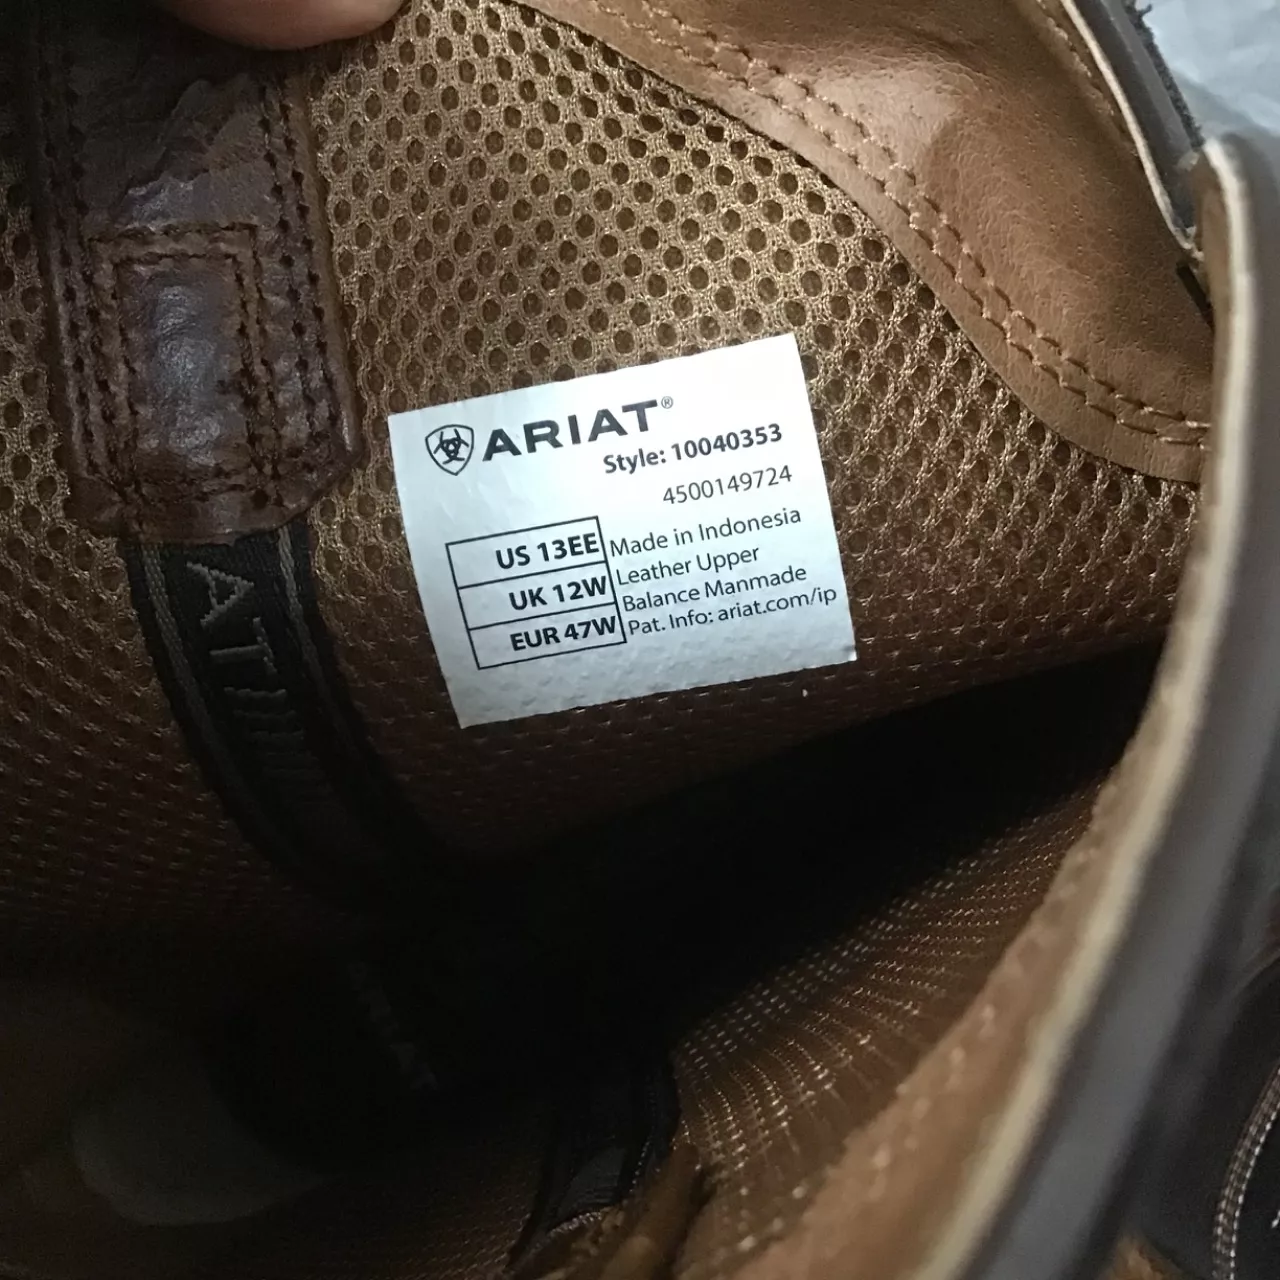 ARIAT®
Style: 10040353
4500149724
US 13EE
UK 12W
EUR 47W
Made in Indonesia
Leather Upper
Balance Manmade
Pat. Info: ariat.com/ip